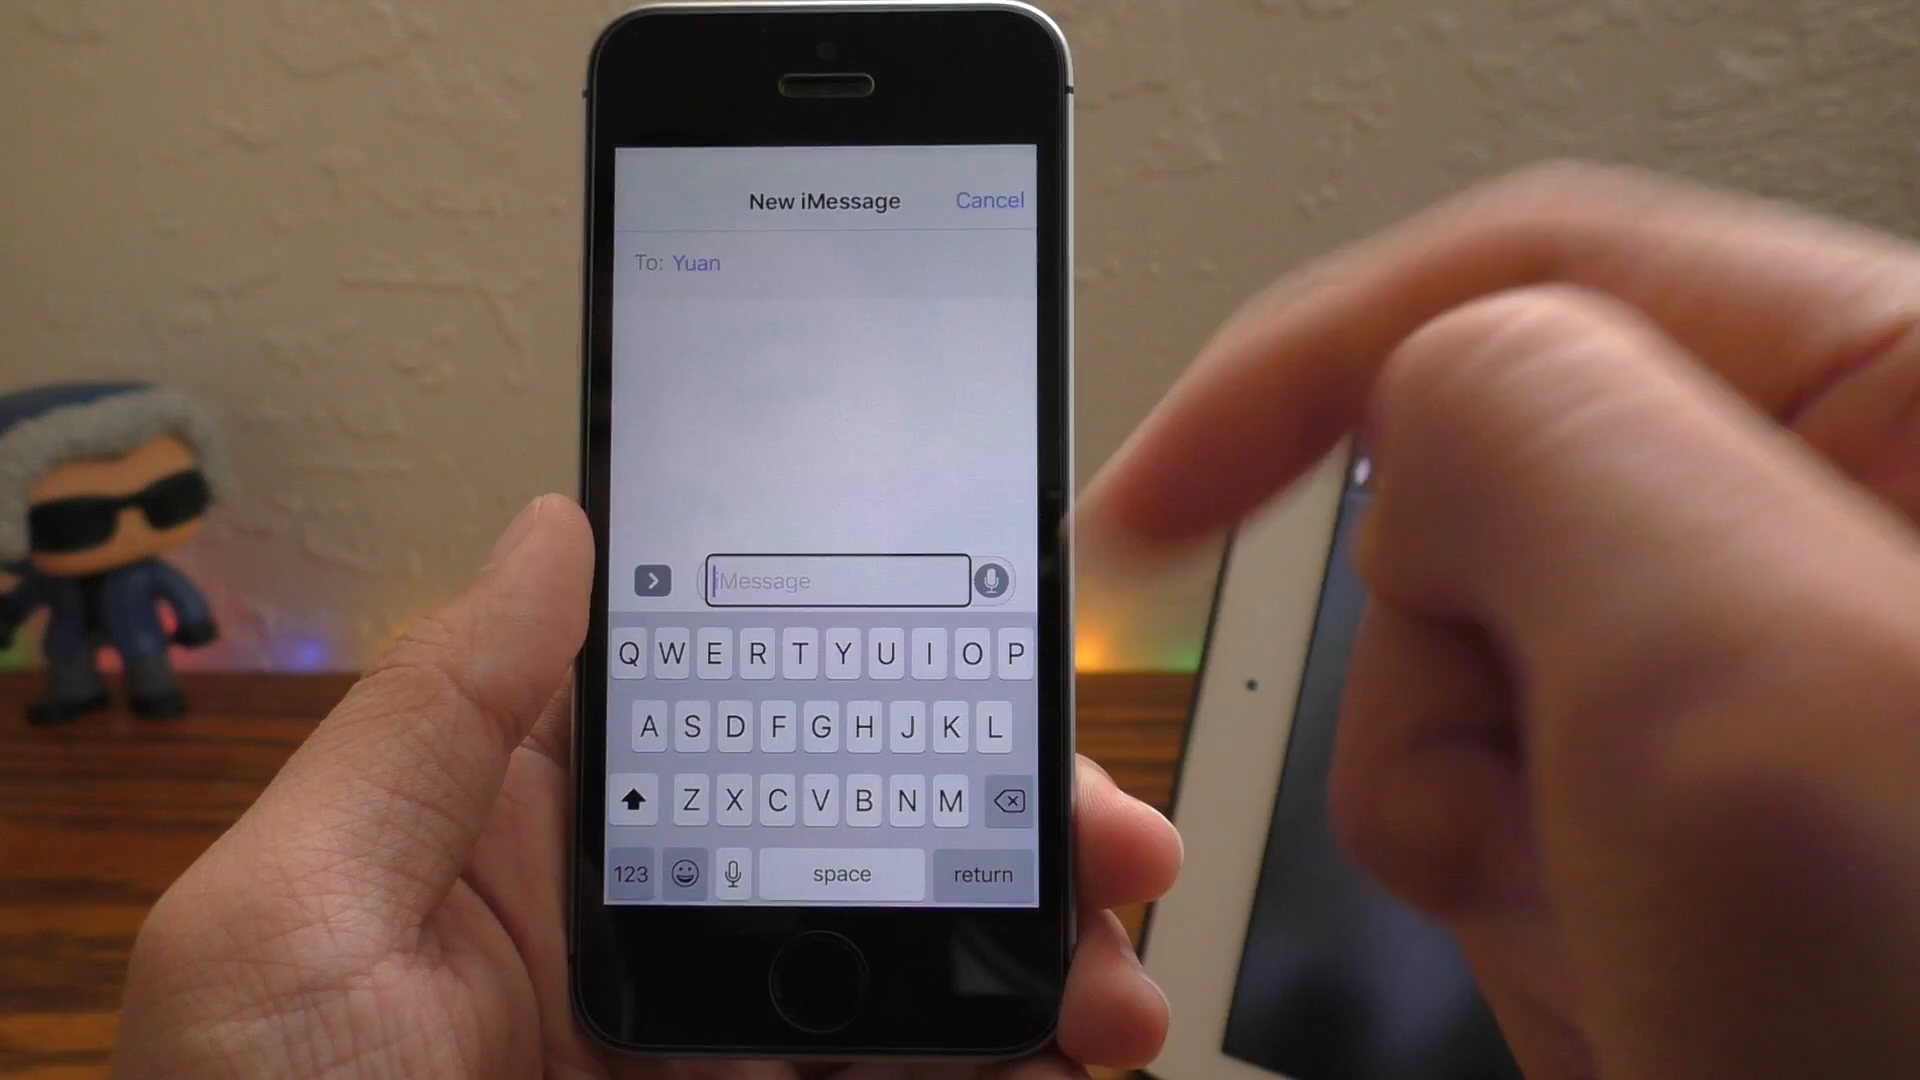 New iMessage Cancel
To: Yuan
iMessage
Q W E R T Y U I O P
A S D F G H J K L
Z X C V B N M
123 space return